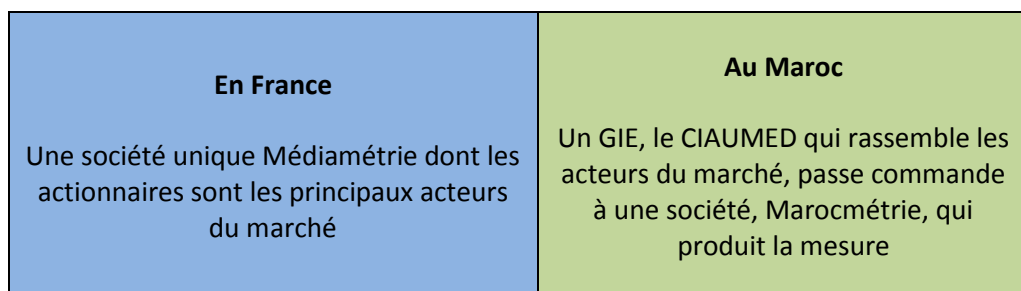 En France
Une société unique Médiamétrie dont les
actionnaires sont les principaux acteurs
du marché
Au Maroc
Un GIE, le CIAUMED qui rassemble les
acteurs du marché, passe commande
à une société, Marocmétrie, qui
produit la mesure